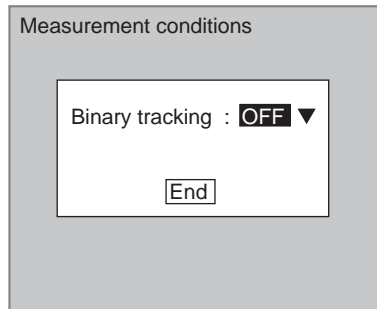 Measurement conditions
Binary tracking : OFF ▼
End